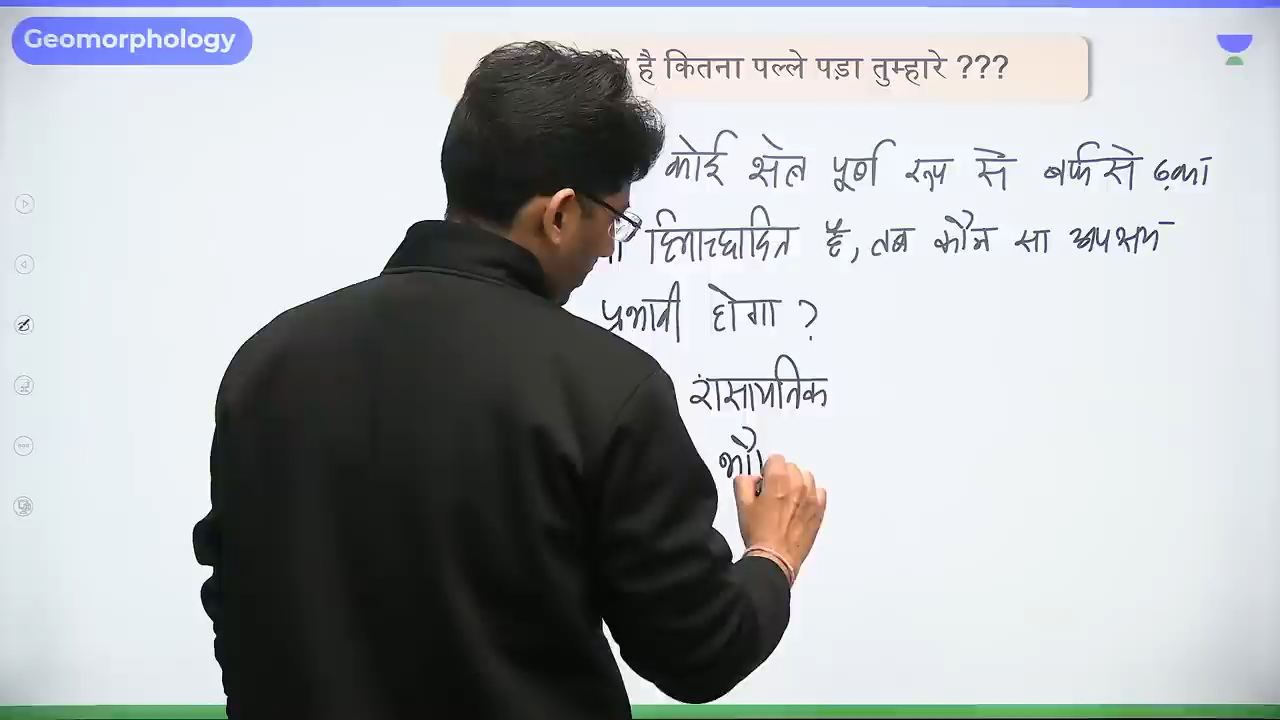 Geomorphology
है कितना पल्ले पड़ा तुम्हारे ???
कोई क्षेत्र पूर्ण रूप से बर्फ से ढका
हिमाच्छादित है, तब कौन सा अपक्षय
प्रभावी होगा ?
रासायनिक
भौ